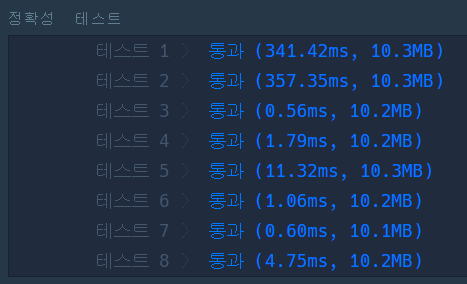 정확성 테스트
테스트 1 〉 통과 (341.42ms, 10.3MB)
테스트 2 〉 통과 (357.35ms, 10.3MB)
테스트 3 〉 통과 (0.56ms, 10.2MB)
테스트 4 〉 통과 (1.79ms, 10.2MB)
테스트 5 〉 통과 (11.32ms, 10.3MB)
테스트 6 〉 통과 (1.06ms, 10.2MB)
테스트 7 〉 통과 (0.60ms, 10.1MB)
테스트 8 〉 통과 (4.75ms, 10.2MB)